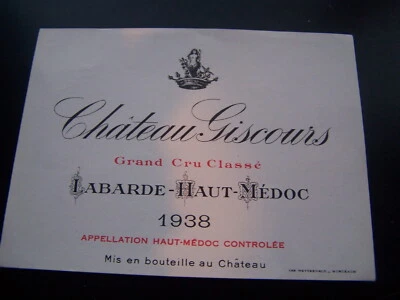 Château Giscours
Grand Cru Classé
LABARDE-HAUT-MÉDOC
1938
APPELLATION HAUT-MÉDOC CONTROLÉE
Mis en bouteille au Château